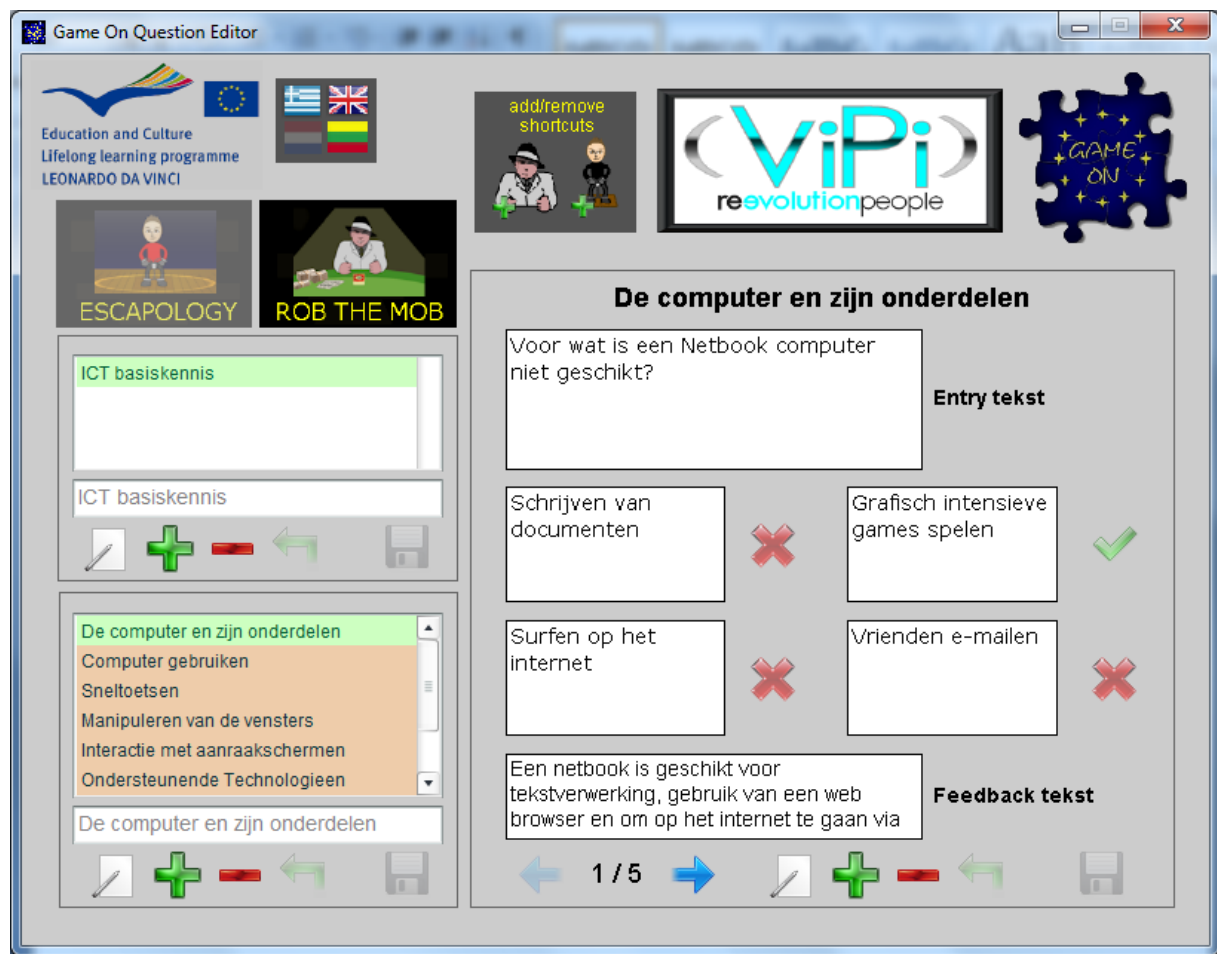 Game On Question Editor
Education and Culture
Lifelong learning programme
LEONARDO DA VINCI
add/remove
shortcuts
(ViPi)
reevolutionpeople
GAME
ON
ESCAPOLOGY
ROB THE MOB
ICT basiskennis
ICT basiskennis
De computer en zijn onderdelen
Computer gebruiken
Sneltoetsen
Manipuleren van de vensters
Interactie met aanraakschermen
Ondersteunende Technologieen
De computer en zijn onderdelen
De computer en zijn onderdelen
Voor wat is een Netbook computer
niet geschikt?
Entry tekst
Schrijven van
documenten
Grafisch intensieve
games spelen
Surfen op het
internet
Vrienden e-mailen
Een netbook is geschikt voor
tekstverwerking, gebruik van een web
browser en om op het internet te gaan via
Feedback tekst
1 / 5